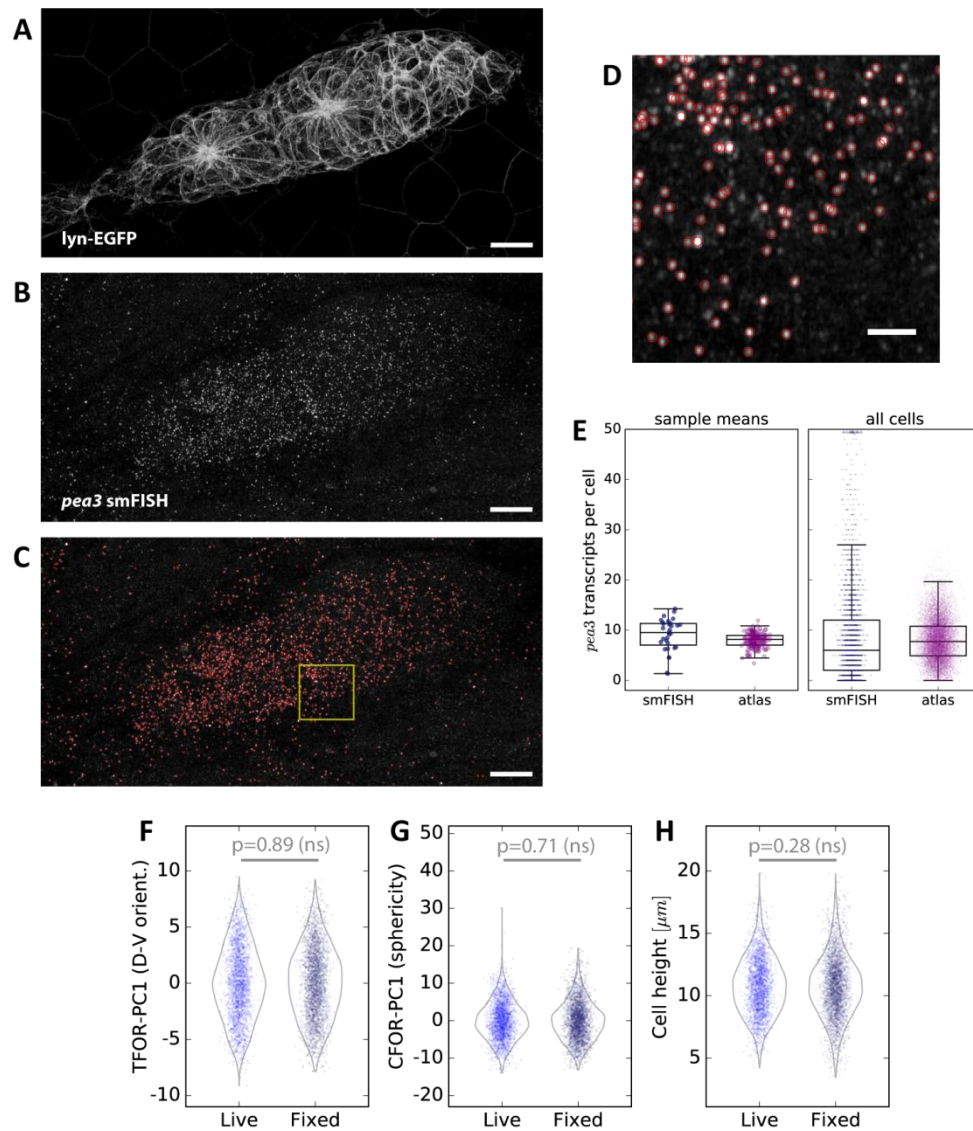 A
lyn-EGFP
B
pea3 smFISH
C
D
E
sample means
all cells
pea3 transcripts per cell
50
40
30
20
10
0
smFISH
atlas
smFISH
atlas
F
p=0.89 (ns)
TFOR-PC1 (D-V orient.)
10
5
0
-5
-10
Live
Fixed
G
p=0.71 (ns)
CFOR-PC1 (sphericity)
50
40
30
20
10
0
-10
-20
Live
Fixed
H
p=0.28 (ns)
Cell height [μm]
20
15
10
5
Live
Fixed